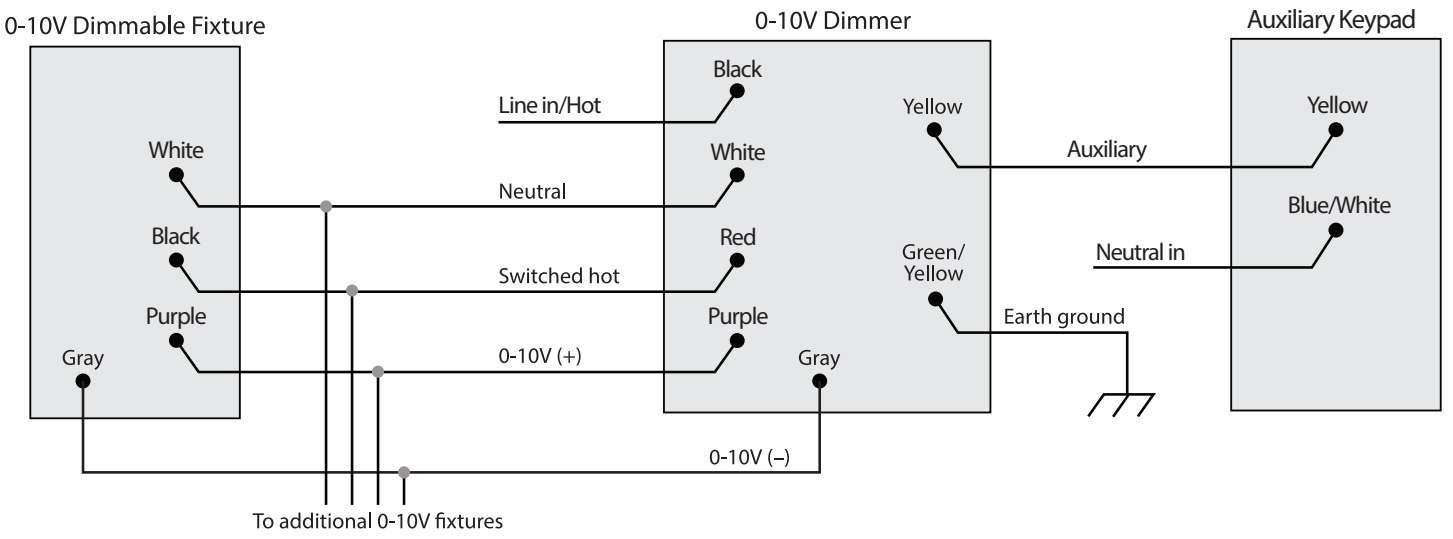 0-10V Dimmable Fixture
0-10V Dimmer
Auxiliary Keypad
Black
Line in/Hot
Yellow
Yellow
White
White
Auxiliary
Neutral
Blue/White
Black
Red
Green/
Yellow
Neutral in
Switched hot
Purple
Purple
Earth ground
Gray
0-10V (+)
Gray
0-10V (–)
To additional 0-10V fixtures